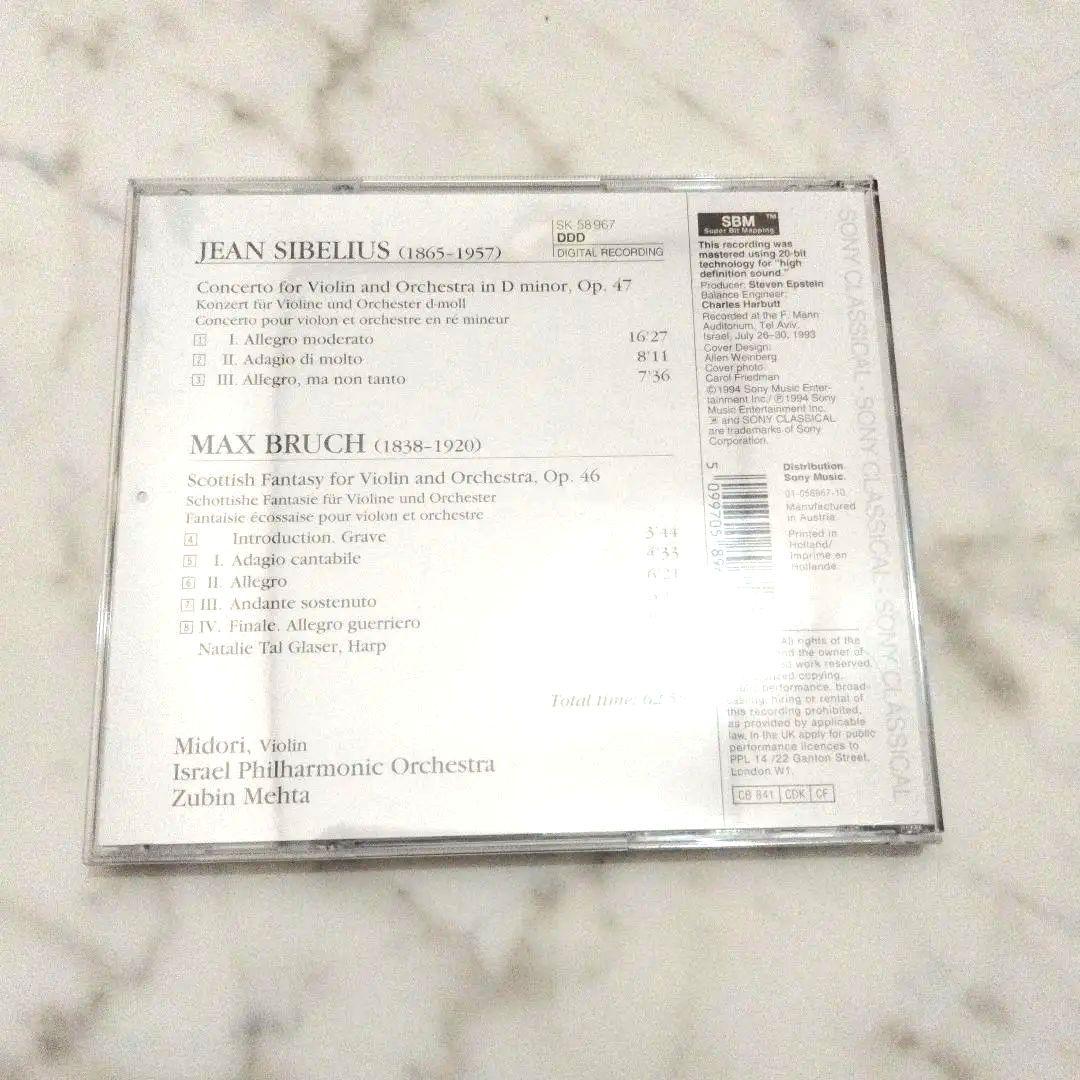 SK 58967
DDD
DIGITAL RECORDING
JEAN SIBELIUS (1865-1957)
Concerto for Violin and Orchestra in D minor, Op. 47
Konzert für Violine und Orchester d-moll
Concerto pour violon et orchestre en ré mineur
1 I. Allegro moderato 16'27
2 II. Adagio di molto 8'11
3 III. Allegro, ma non tanto 7'36
MAX BRUCH (1838-1920)
Scottish Fantasy for Violin and Orchestra, Op. 46
Schottishe Fantasie für Violine und Orchester
Fantaisie écossaise pour violon et orchestre
4 Introduction. Grave 3'44
5 I. Adagio cantabile 4'33
6 II. Allegro 6'21
7 III. Andante sostenuto
8 IV. Finale. Allegro guerriero
Natalie Tal Glaser, Harp
Total time:
Midori, Violin
Israel Philharmonic Orchestra
Zubin Mehta
SBM™
Super Bit Mapping
This recording was
mastered using 20-bit
technology for "high
definition sound."
Producer: Steven Epstein
Balance Engineer:
Charles Harbutt
Recorded at the F. Mann
Auditorium, Tel Aviv,
Israel, July 26-30, 1993
Cover Design:
Allen Weinberg
Cover photo:
Carol Friedman
©1994 Sony Music Enter-
tainment Inc./ ℗1994 Sony
Music Entertainment Inc.
and SONY CLASSICAL
are trademarks of Sony
Corporation.
5 099705 89
Distribution
Sony Music.
01-058967-10
Manufactured
in Austria
Printed in
Holland/
Imprimé en
Hollande
All rights of the
and the owner of
work reserved.
copying,
performance, broad-
hiring or rental of
this recording prohibited,
as provided by applicable
law. In the UK apply for public
performance licences to
PPL 14 /22 Ganton Street,
London W1.
CB 841 CDK CF
SONY CLASSICAL · SONY CLASSICAL · SONY CLASSICAL